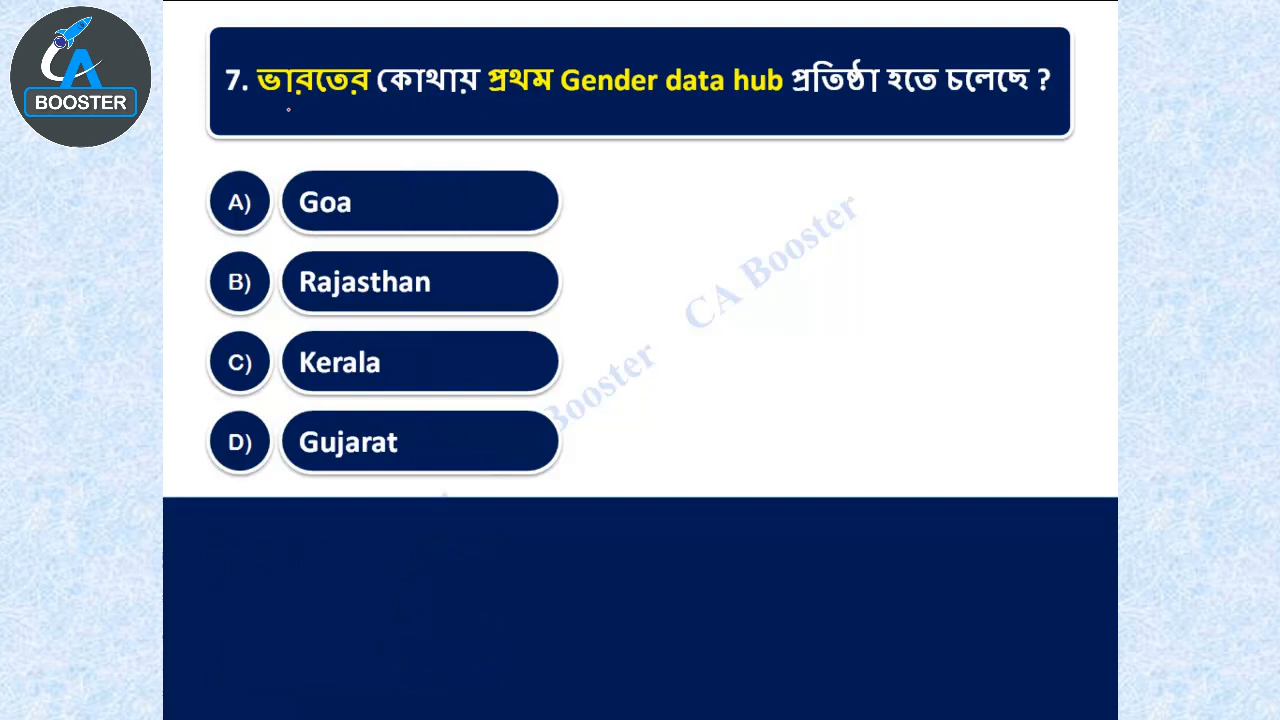 CA
BOOSTER
7. ভারতের কোথায় প্রথম Gender data hub প্রতিষ্ঠা হতে চলেছে ?
A) Goa
B) Rajasthan
C) Kerala
D) Gujarat
CA Booster
Booster